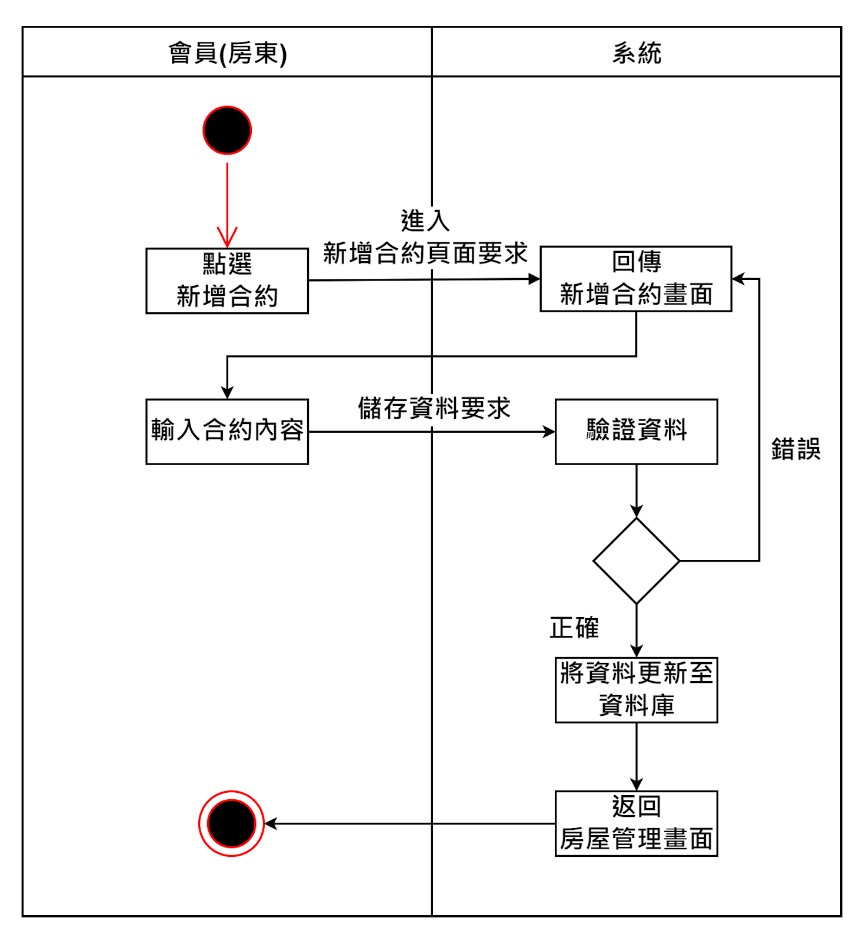 會員(房東)
系統
進入
新增合約頁面要求
點選
新增合約
回傳
新增合約畫面
儲存資料要求
輸入合約內容
驗證資料
錯誤
正確
將資料更新至
資料庫
返回
房屋管理畫面